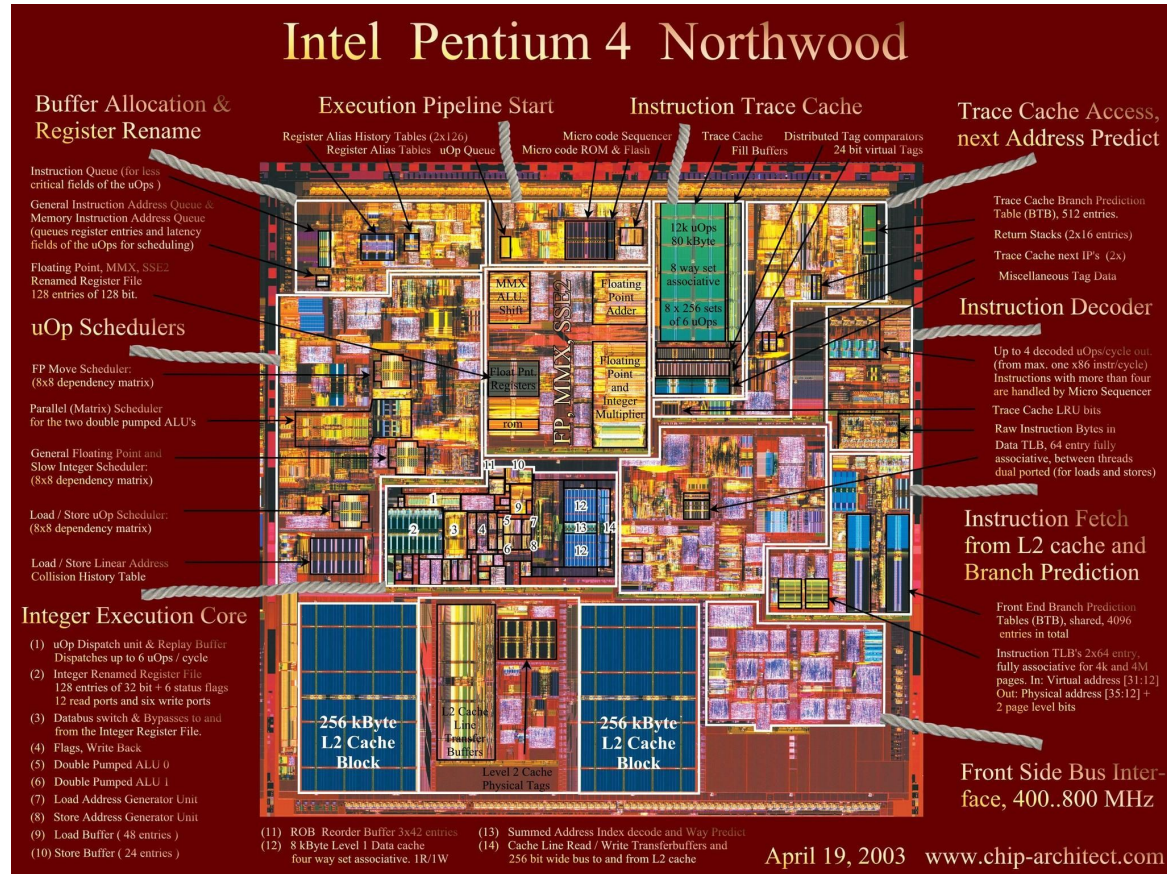 Intel Pentium 4 Northwood
Buffer Allocation &
Register Rename
Execution Pipeline Start
Instruction Trace Cache
Trace Cache Access,
next Address Predict
Register Alias History Tables (2x126)
Register Alias Tables
uOp Queue
Micro code Sequencer
Micro code ROM & Flash
Trace Cache
Fill Buffers
Distributed Tag comparators
24 bit virtual Tags
Instruction Queue (for less
critical fields of the uOps )
General Instruction Address Queue &
Memory Instruction Address Queue
(queues register entries and latency
fields of the uOps for scheduling)
Floating Point, MMX, SSE2
Renamed Register File
128 entries of 128 bit.
uOp Schedulers
FP Move Scheduler:
(8x8 dependency matrix)
Parallel (Matrix) Scheduler
for the two double pumped ALU's
General Floating Point and
Slow Integer Scheduler:
(8x8 dependency matrix)
Load / Store uOp Scheduler:
(8x8 dependency matrix)
Load / Store Linear Address
Collision History Table
Integer Execution Core
(1) uOp Dispatch unit & Replay Buffer
Dispatches up to 6 uOps / cycle
(2) Integer Renamed Register File
128 entries of 32 bit + 6 status flags
12 read ports and six write ports
(3) Databus switch & Bypasses to and
from the Integer Register File.
(4) Flags, Write Back
(5) Double Pumped ALU 0
(6) Double Pumped ALU 1
(7) Load Address Generator Unit
(8) Store Address Generator Unit
(9) Load Buffer ( 48 entries )
(10) Store Buffer ( 24 entries )
12k uOps
80 kByte
8 way set
associative
8 x 256 sets
of 6 uOps
MMX
ALU,
Shift
FP, MMX, SSE2
Floating
Point
Adder
Float Pnt.
Registers
rom
Floating
Point
and
Integer
Multiplier
11
10
1
9
12
2
3
4
5
7
13
14
6
8
12
256 kByte
L2 Cache
Block
L2 Cache
Line
Transfer
Buffers
Level 2 Cache
Physical Tags
256 kByte
L2 Cache
Block
Trace Cache Branch Prediction
Table (BTB), 512 entries.
Return Stacks (2x16 entries)
Trace Cache next IP's (2x)
Miscellaneous Tag Data
Instruction Decoder
Up to 4 decoded uOps/cycle out.
(from max. one x86 instr/cycle)
Instructions with more than four
are handled by Micro Sequencer
Trace Cache LRU bits
Raw Instruction Bytes in
Data TLB, 64 entry fully
associative, between threads
dual ported (for loads and stores)
Instruction Fetch
from L2 cache and
Branch Prediction
Front End Branch Prediction
Tables (BTB), shared, 4096
entries in total
Instruction TLB's 2x64 entry,
fully associative for 4k and 4M
pages. In: Virtual address [31:12]
Out: Physical address [35:12] +
2 page level bits
Front Side Bus Inter-
face, 400..800 MHz
(11) ROB Reorder Buffer 3x42 entries
(12) 8 kByte Level 1 Data cache
four way set associative. 1R/1W
(13) Summed Address Index decode and Way Predict
(14) Cache Line Read / Write Transferbuffers and
256 bit wide bus to and from L2 cache
April 19, 2003 www.chip-architect.com